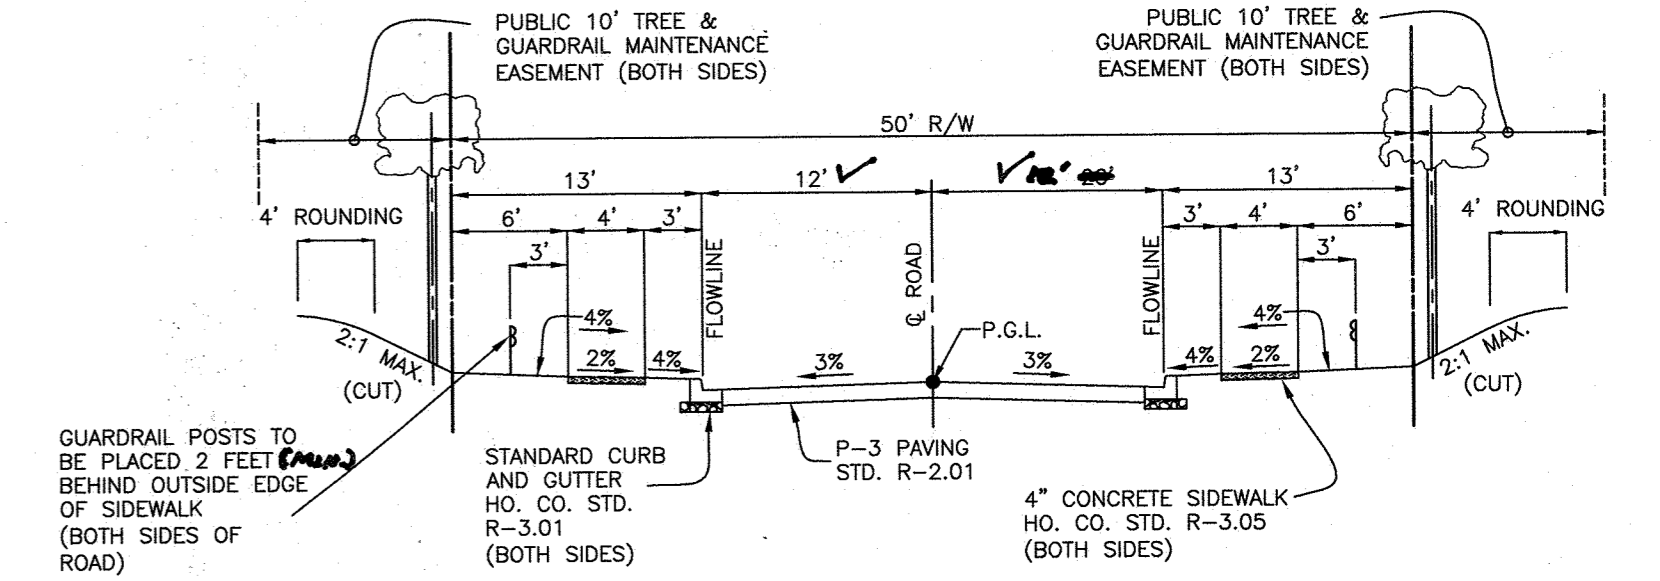 PUBLIC 10' TREE &
GUARDRAIL MAINTENANCE
EASEMENT (BOTH SIDES)
PUBLIC 10' TREE &
GUARDRAIL MAINTENANCE
EASEMENT (BOTH SIDES)
50' R/W
13'
12'
12'
13'
4' ROUNDING
6'
4'
3'
3'
4'
6'
4' ROUNDING
3'
3'
FLOWLINE
℄ ROAD
FLOWLINE
4%
4%
P.G.L.
2:1 MAX.
(CUT)
2%
4%
3%
3%
4%
2%
2:1 MAX.
(CUT)
GUARDRAIL POSTS TO
BE PLACED 2 FEET (MIN.)
BEHIND OUTSIDE EDGE
OF SIDEWALK
(BOTH SIDES OF
ROAD)
STANDARD CURB
AND GUTTER
HO. CO. STD.
R-3.01
(BOTH SIDES)
P-3 PAVING
STD. R-2.01
4" CONCRETE SIDEWALK
HO. CO. STD. R-3.05
(BOTH SIDES)